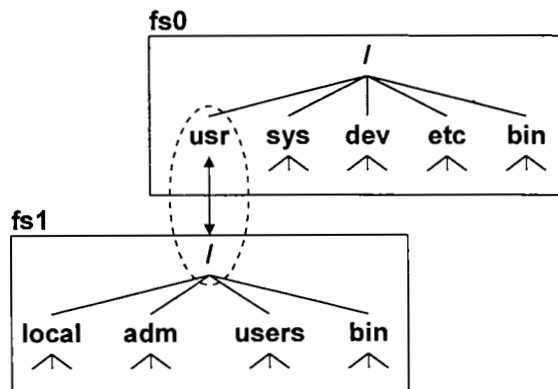 fs0
/
usr sys dev etc bin
fs1
/
local adm users bin